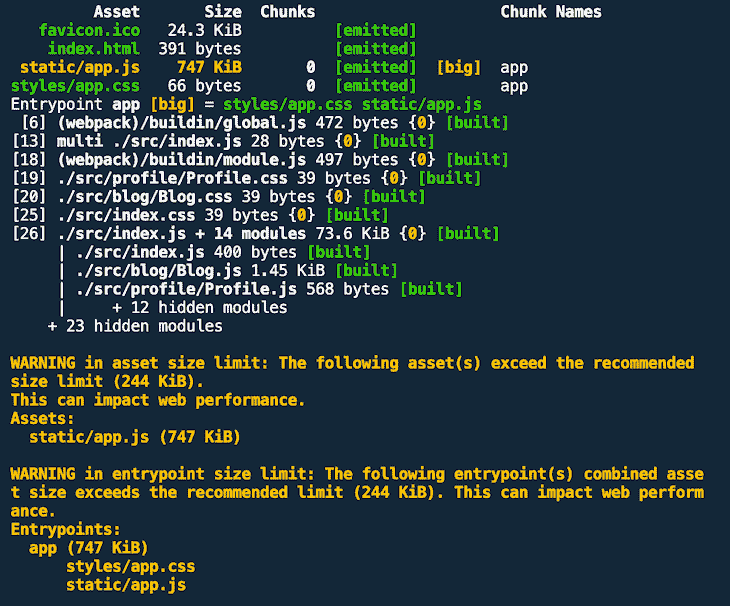 Asset Size Chunks Chunk Names
favicon.ico 24.3 KiB [emitted]
index.html 391 bytes [emitted]
static/app.js 747 KiB 0 [emitted] [big] app
styles/app.css 66 bytes 0 [emitted] app
Entrypoint app [big] = styles/app.css static/app.js
[6] (webpack)/buildin/global.js 472 bytes {0} [built]
[13] multi ./src/index.js 28 bytes {0} [built]
[18] (webpack)/buildin/module.js 497 bytes {0} [built]
[19] ./src/profile/Profile.css 39 bytes {0} [built]
[20] ./src/blog/Blog.css 39 bytes {0} [built]
[25] ./src/index.css 39 bytes {0} [built]
[26] ./src/index.js + 14 modules 73.6 KiB {0} [built]
| ./src/index.js 400 bytes [built]
| ./src/blog/Blog.js 1.45 KiB [built]
| ./src/profile/Profile.js 568 bytes [built]
| + 12 hidden modules
+ 23 hidden modules
WARNING in asset size limit: The following asset(s) exceed the recommended
size limit (244 KiB).
This can impact web performance.
Assets:
static/app.js (747 KiB)
WARNING in entrypoint size limit: The following entrypoint(s) combined asse
t size exceeds the recommended limit (244 KiB). This can impact web perform
ance.
Entrypoints:
app (747 KiB)
styles/app.css
static/app.js